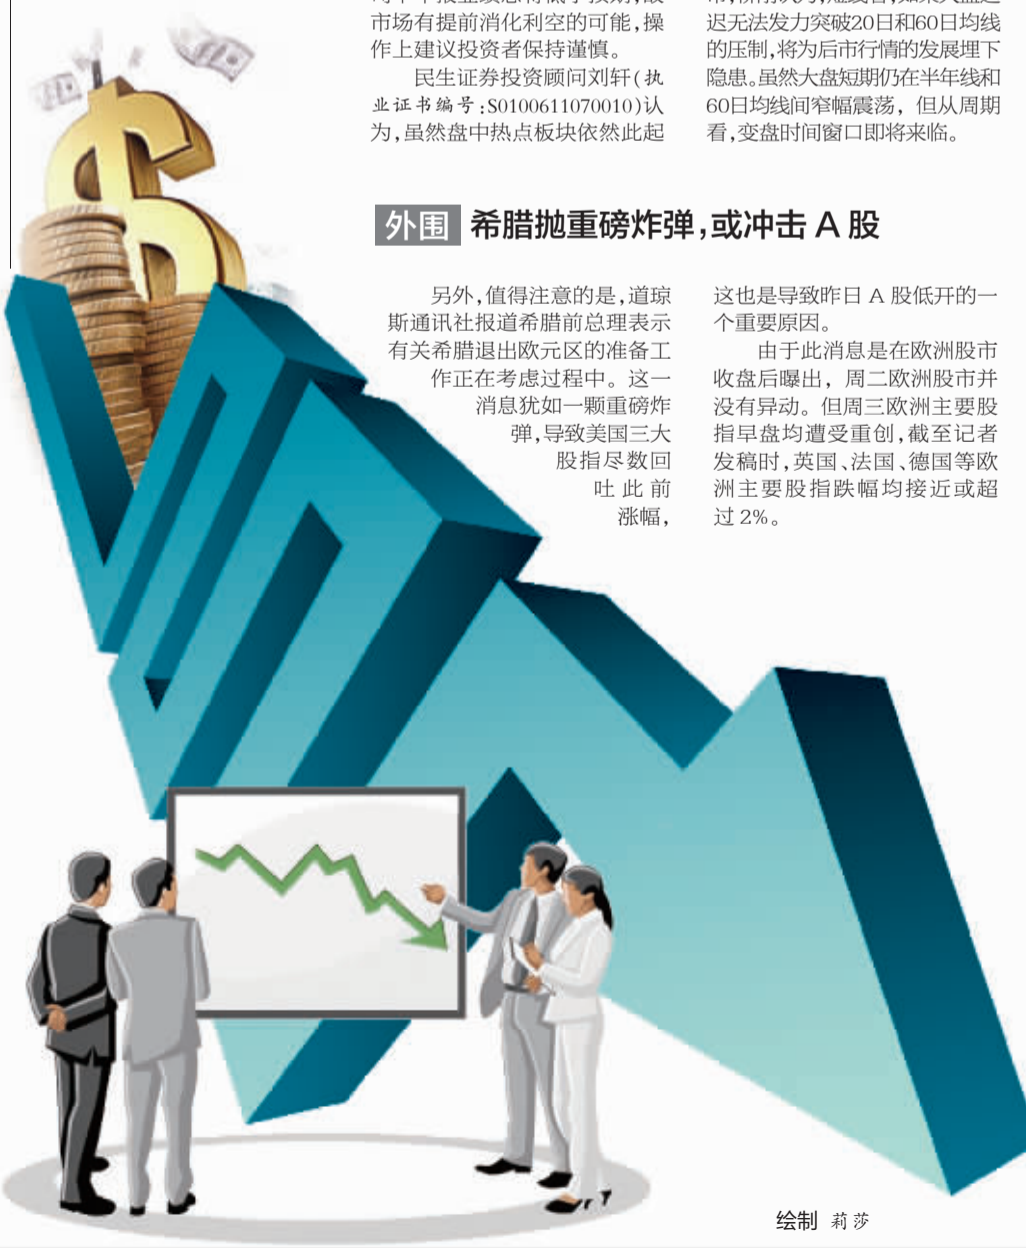 市场有提前消化利空的可能,操
作上建议投资者保持谨慎。
民生证券投资顾问刘轩(执
业证书编号:S0100611070010)认
为,虽然盘中热点板块依然此起
迟无法发力突破20日和60日均线
的压制,将为后市行情的发展埋下
隐患。虽然大盘短期仍在半年线和
60日均线间窄幅震荡,但从周期
看,变盘时间窗口即将来临。
外围 希腊抛重磅炸弹,或冲击 A 股
另外,值得注意的是,道琼
斯通讯社报道希腊前总理表示
有关希腊退出欧元区的准备工
作正在考虑过程中。这一
消息犹如一颗重磅炸
弹,导致美国三大
股指尽数回
吐此前
涨幅,
这也是导致昨日 A 股低开的一
个重要原因。
由于此消息是在欧洲股市
收盘后曝出,周二欧洲股市并
没有异动。但周三欧洲主要股
指早盘均遭受重创,截至记者
发稿时,英国、法国、德国等欧
洲主要股指跌幅均接近或超
过 2%。
绘制 莉莎